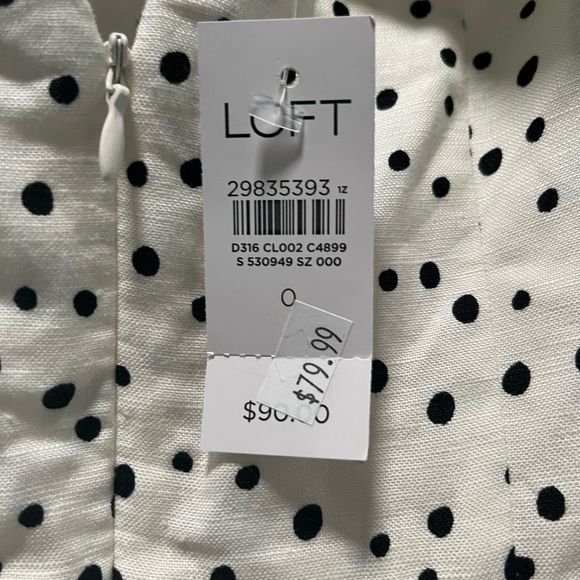 LOFT
29835393 1Z
D316 CL002 C4899
S 530949 SZ 000
0
$79.99
$90.00